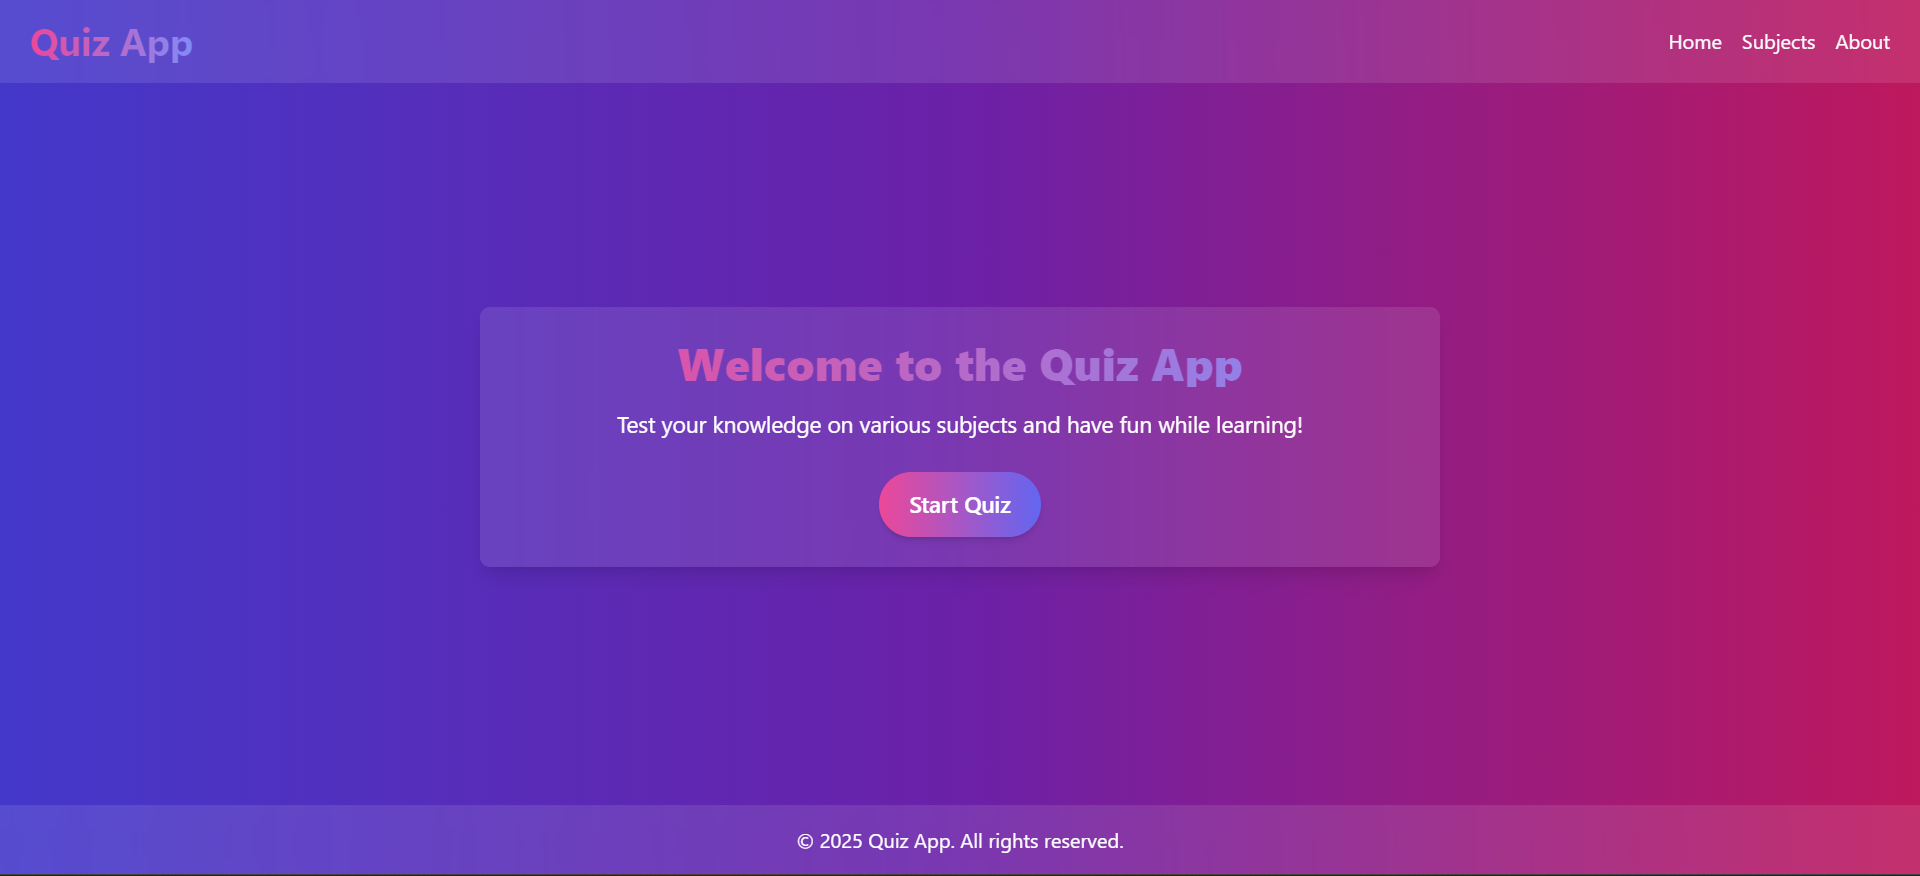 Quiz App
Home Subjects About
Welcome to the Quiz App
Test your knowledge on various subjects and have fun while learning!
Start Quiz
© 2025 Quiz App. All rights reserved.